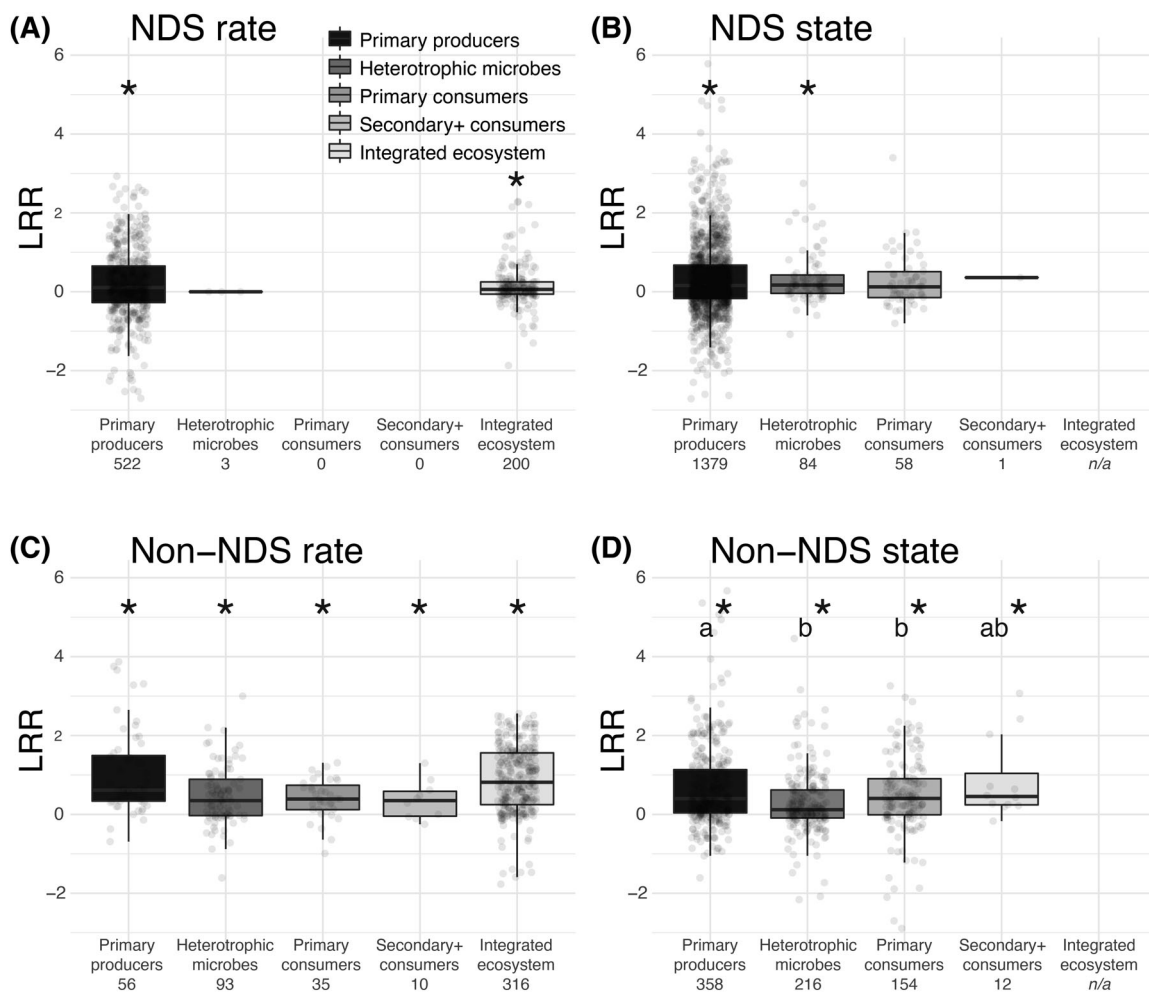 (A) NDS rate
Primary producers
Heterotrophic microbes
Primary consumers
Secondary+ consumers
Integrated ecosystem
*
*
LRR
6
4
2
0
−2
Primary Heterotrophic Primary Secondary+ Integrated
producers microbes consumers consumers ecosystem
522 3 0 0 200
(B) NDS state
* *
LRR
6
4
2
0
−2
Primary Heterotrophic Primary Secondary+ Integrated
producers microbes consumers consumers ecosystem
1379 84 58 1 n/a
(C) Non−NDS rate
* * * * *
LRR
6
4
2
0
−2
Primary Heterotrophic Primary Secondary+ Integrated
producers microbes consumers consumers ecosystem
56 93 35 10 316
(D) Non−NDS state
* * * *
a b b ab
LRR
6
4
2
0
−2
Primary Heterotrophic Primary Secondary+ Integrated
producers microbes consumers consumers ecosystem
358 216 154 12 n/a